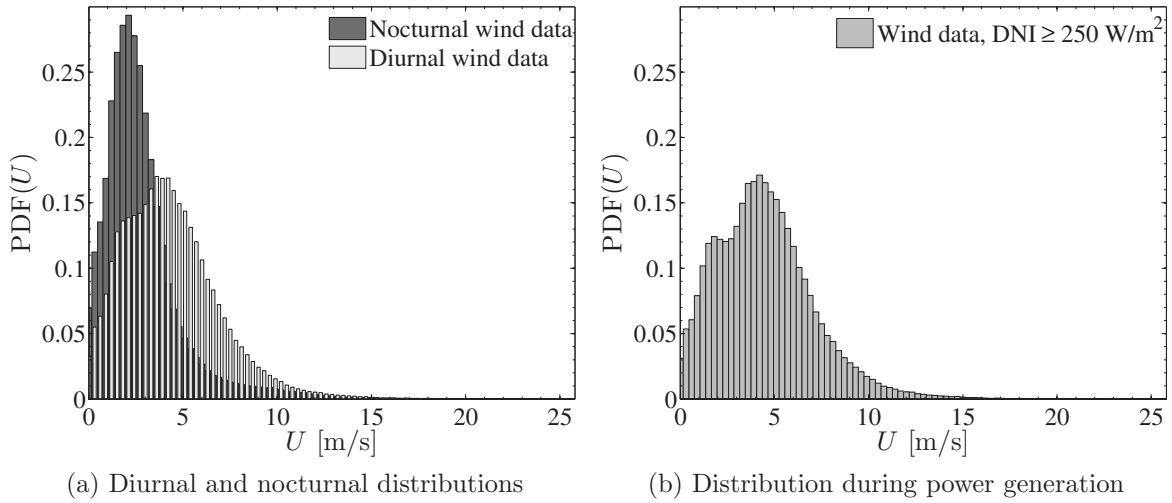 Nocturnal wind data
Diurnal wind data
0.25
0.2
0.15
0.1
0.05
0
PDF(U)
0 5 10 15 20 25
U [m/s]
(a) Diurnal and nocturnal distributions
Wind data, DNI ≥ 250 W/m²
0.25
0.2
0.15
0.1
0.05
0
PDF(U)
0 5 10 15 20 25
U [m/s]
(b) Distribution during power generation